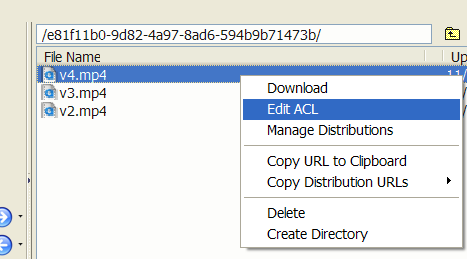 /e81f11b0-9d82-4a97-8ad6-594b9b71473b/
File Name
v4.mp4
v3.mp4
v2.mp4
Download
Edit ACL
Manage Distributions
Copy URL to Clipboard
Copy Distribution URLs
Delete
Create Directory